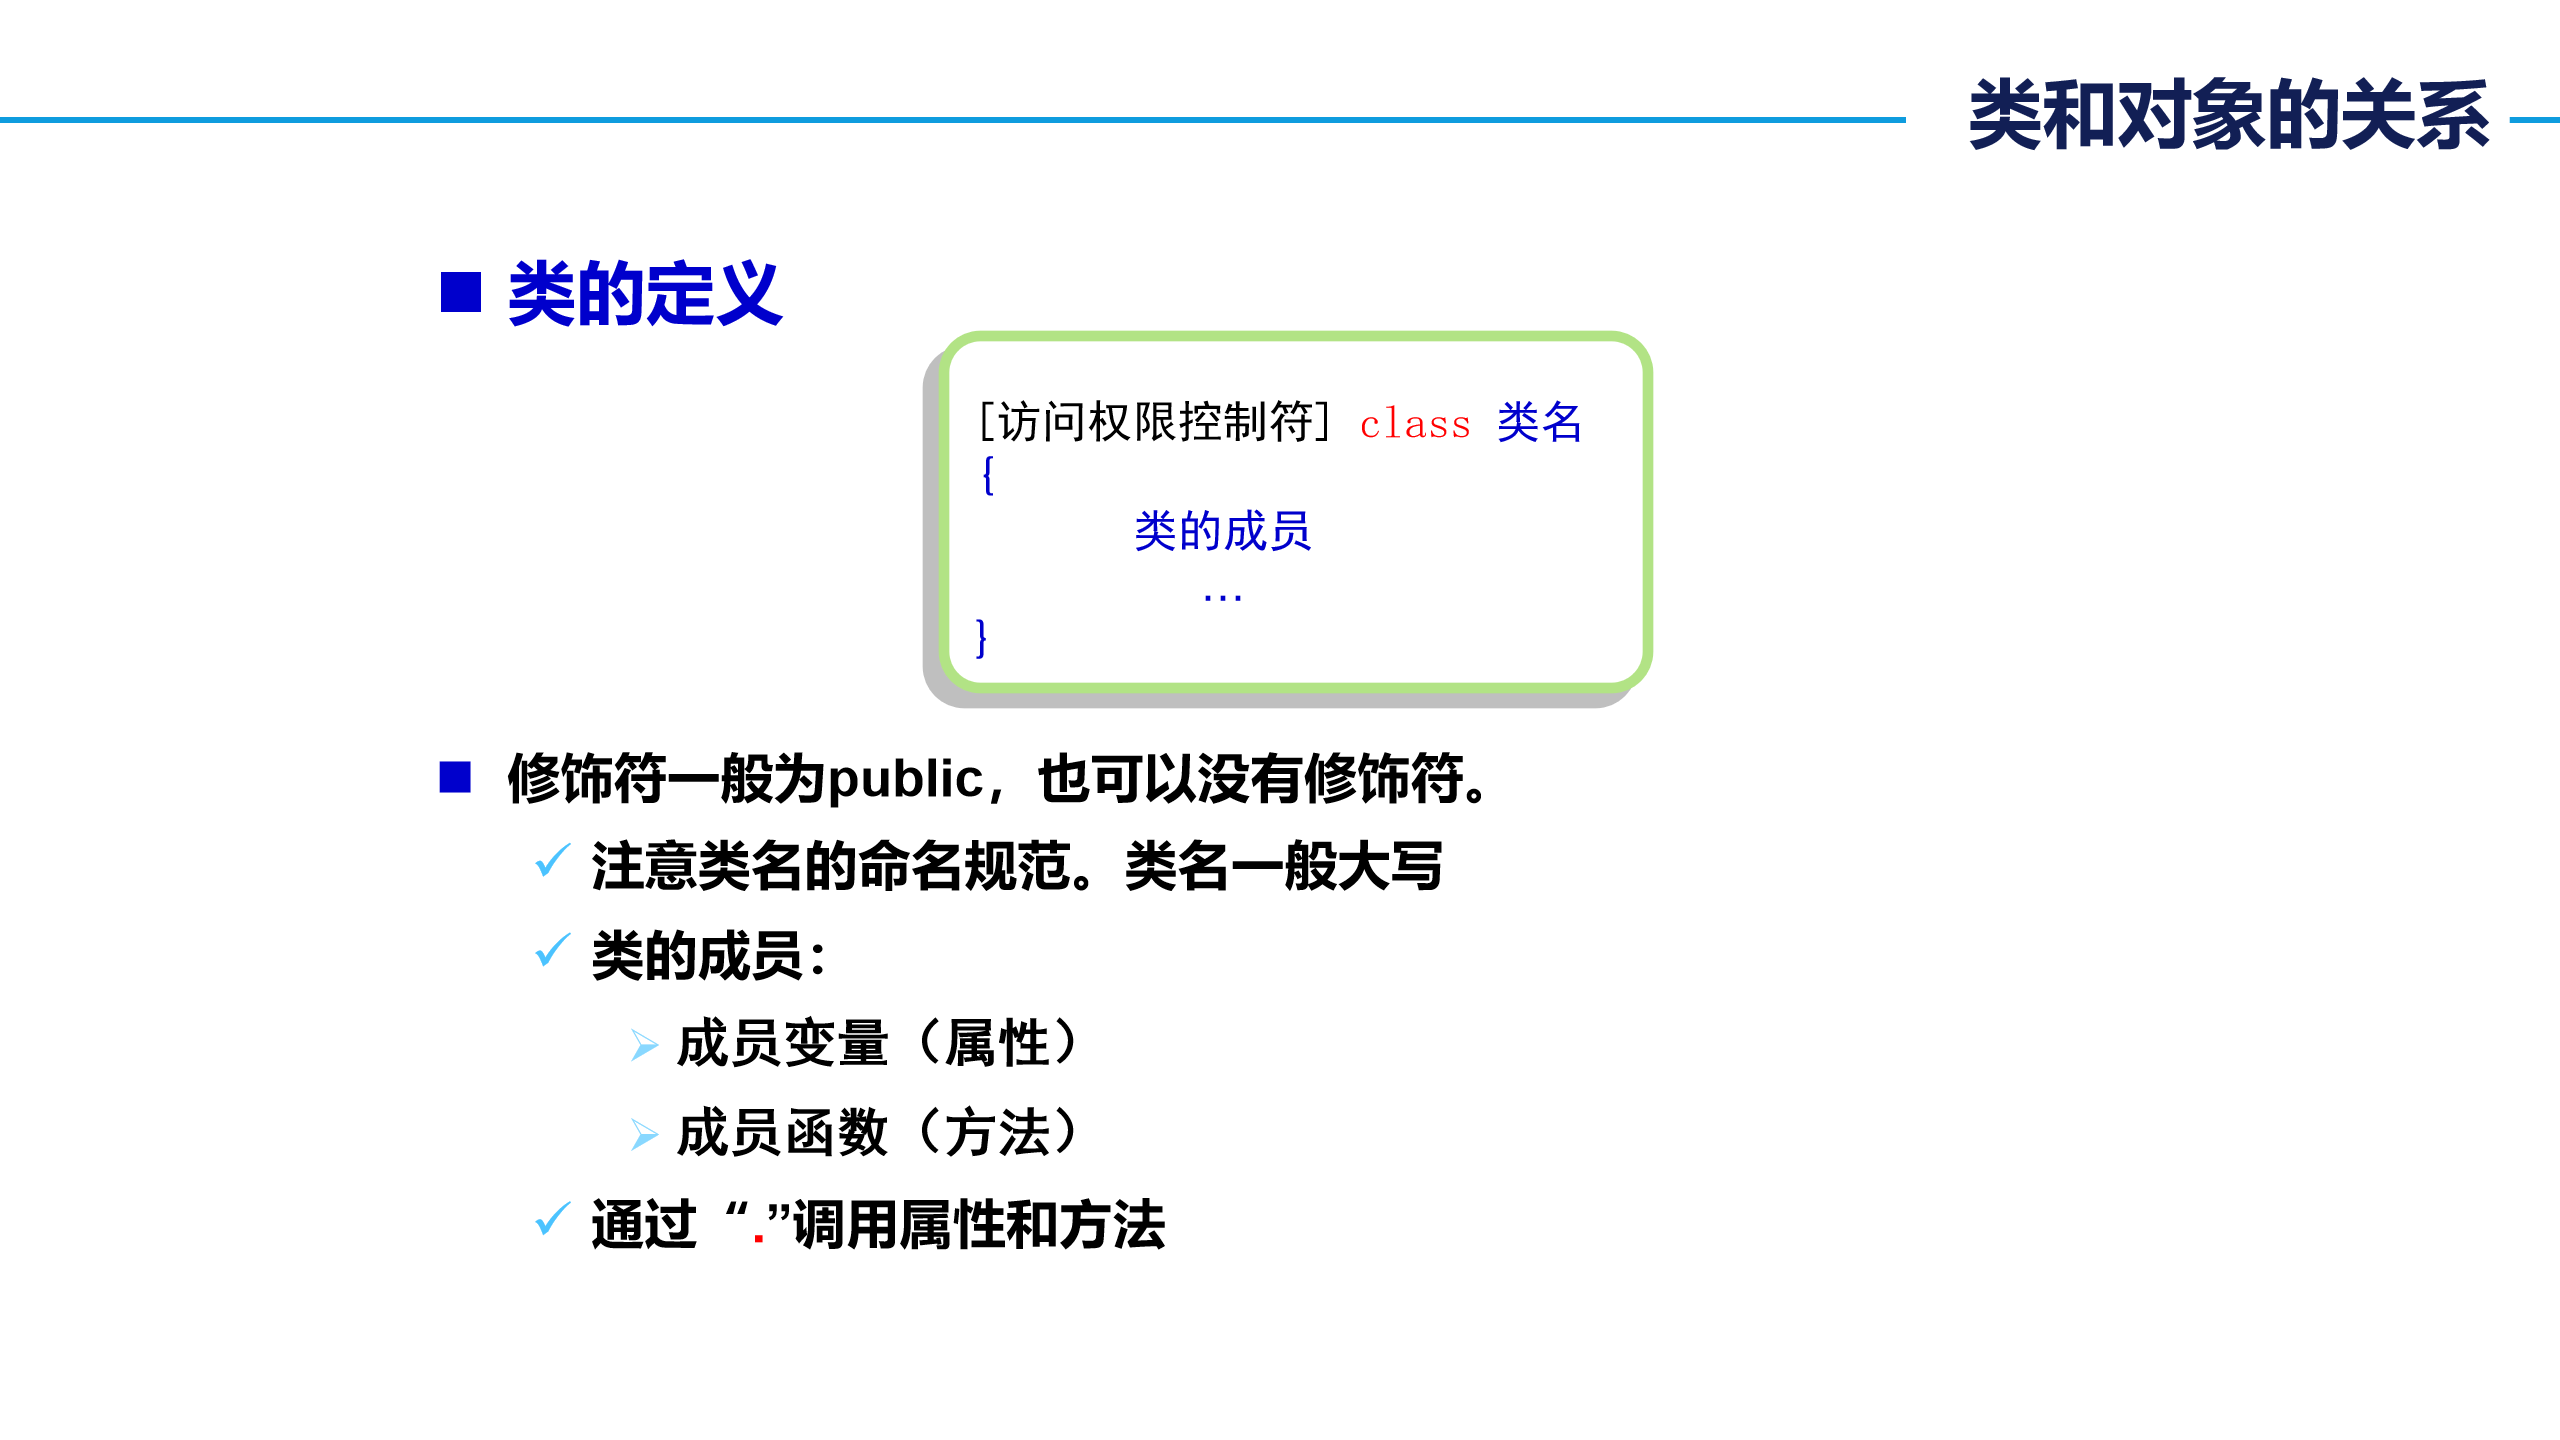 类和对象的关系
类的定义
[访问权限控制符] class 类名
{
类的成员
…
}
修饰符一般为public，也可以没有修饰符。
注意类名的命名规范。类名一般大写
类的成员：
成员变量（属性）
成员函数（方法）
通过“.”调用属性和方法